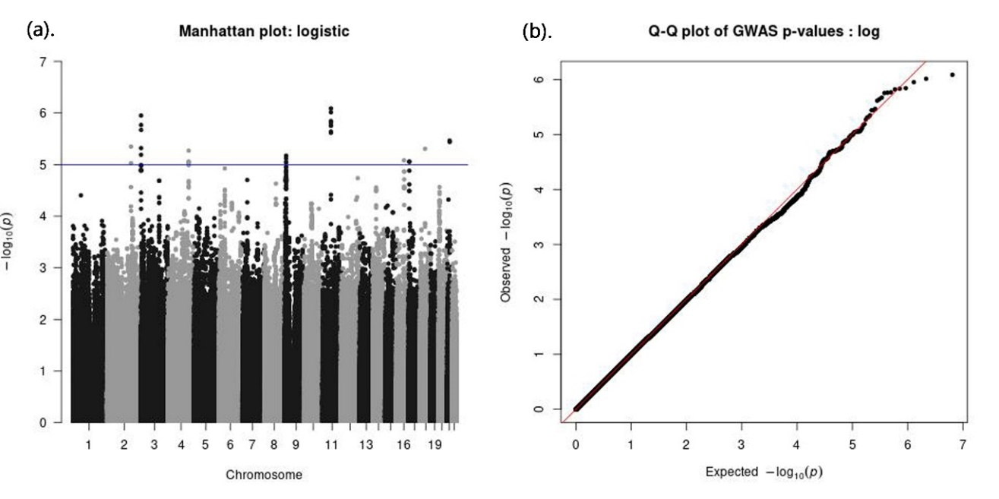 (a).
Manhattan plot: logistic
7
6
5
4
3
2
1
0
−log10(p)
1 2 3 4 5 6 7 8 9 11 13 16 19
Chromosome
(b).
Q-Q plot of GWAS p-values : log
6
5
4
3
2
1
0
Observed −log10(p)
0 1 2 3 4 5 6 7
Expected −log10(p)